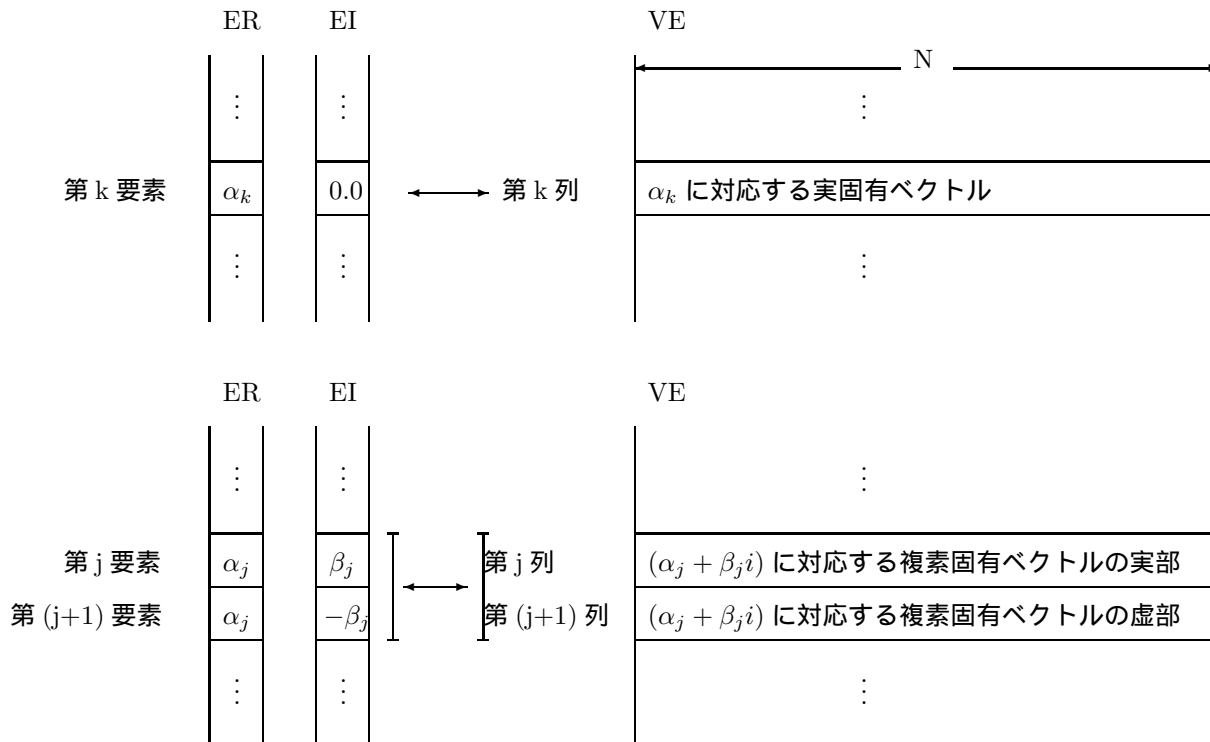 ER EI VE
N
⋮ ⋮ ⋮
第 k 要素 α_k 0.0 第 k 列 α_k に対応する実固有ベクトル
⋮ ⋮ ⋮
ER EI VE
⋮ ⋮ ⋮
第 j 要素 α_j β_j 第 j 列 (α_j + β_j i) に対応する複素固有ベクトルの実部
第 (j+1) 要素 α_j −β_j 第 (j+1) 列 (α_j + β_j i) に対応する複素固有ベクトルの虚部
⋮ ⋮ ⋮